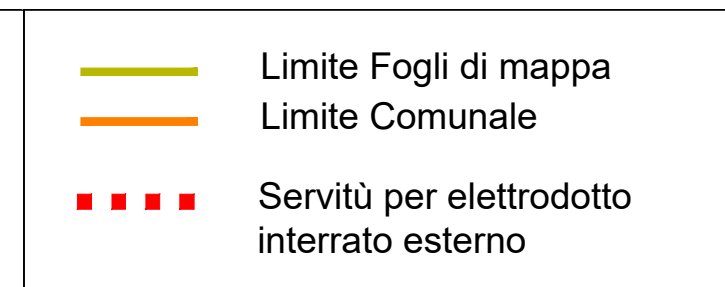 Limite Fogli di mappa
Limite Comunale
Servitù per elettrodotto
interrato esterno